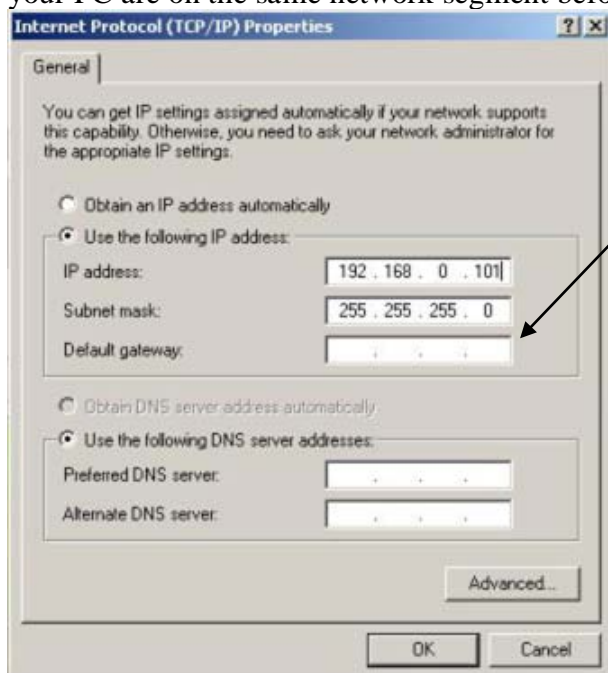 your PC are on the same network segment befo
Internet Protocol (TCP/IP) Properties
General
You can get IP settings assigned automatically if your network supports
this capability. Otherwise, you need to ask your network administrator for
the appropriate IP settings.
Obtain an IP address automatically
Use the following IP address:
IP address: 192 . 168 . 0 . 101
Subnet mask: 255 . 255 . 255 . 0
Default gateway: . . .
Obtain DNS server address automatically
Use the following DNS server addresses:
Preferred DNS server: . . .
Alternate DNS server: . . .
Advanced...
OK Cancel